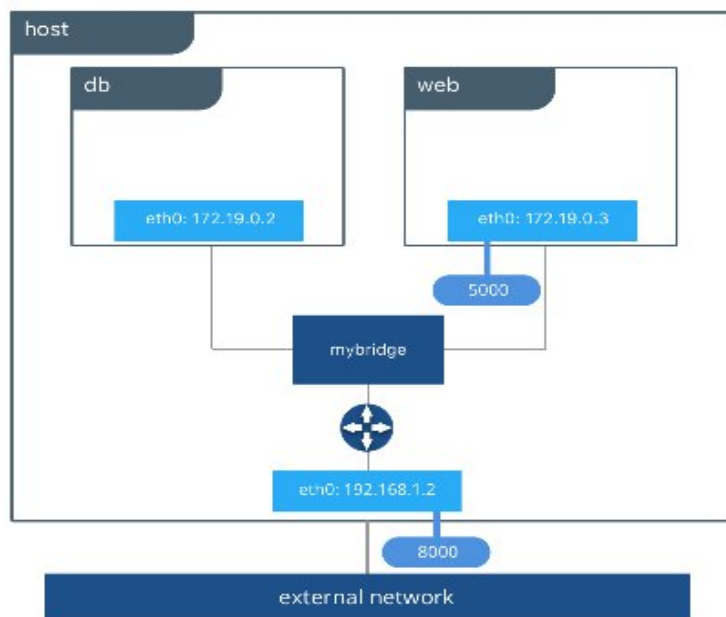 host
db
web
eth0: 172.19.0.2
eth0: 172.19.0.3
5000
mybridge
eth0: 192.168.1.2
8000
external network